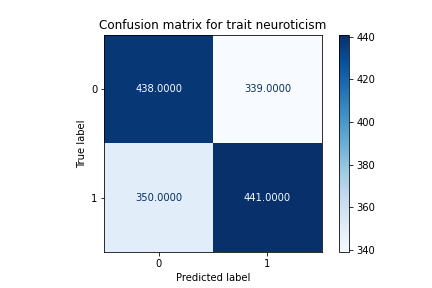 Confusion matrix for trait neuroticism
440
0 438.0000 339.0000
420
400
True label
380
1 350.0000 441.0000
360
340
0 1
Predicted label